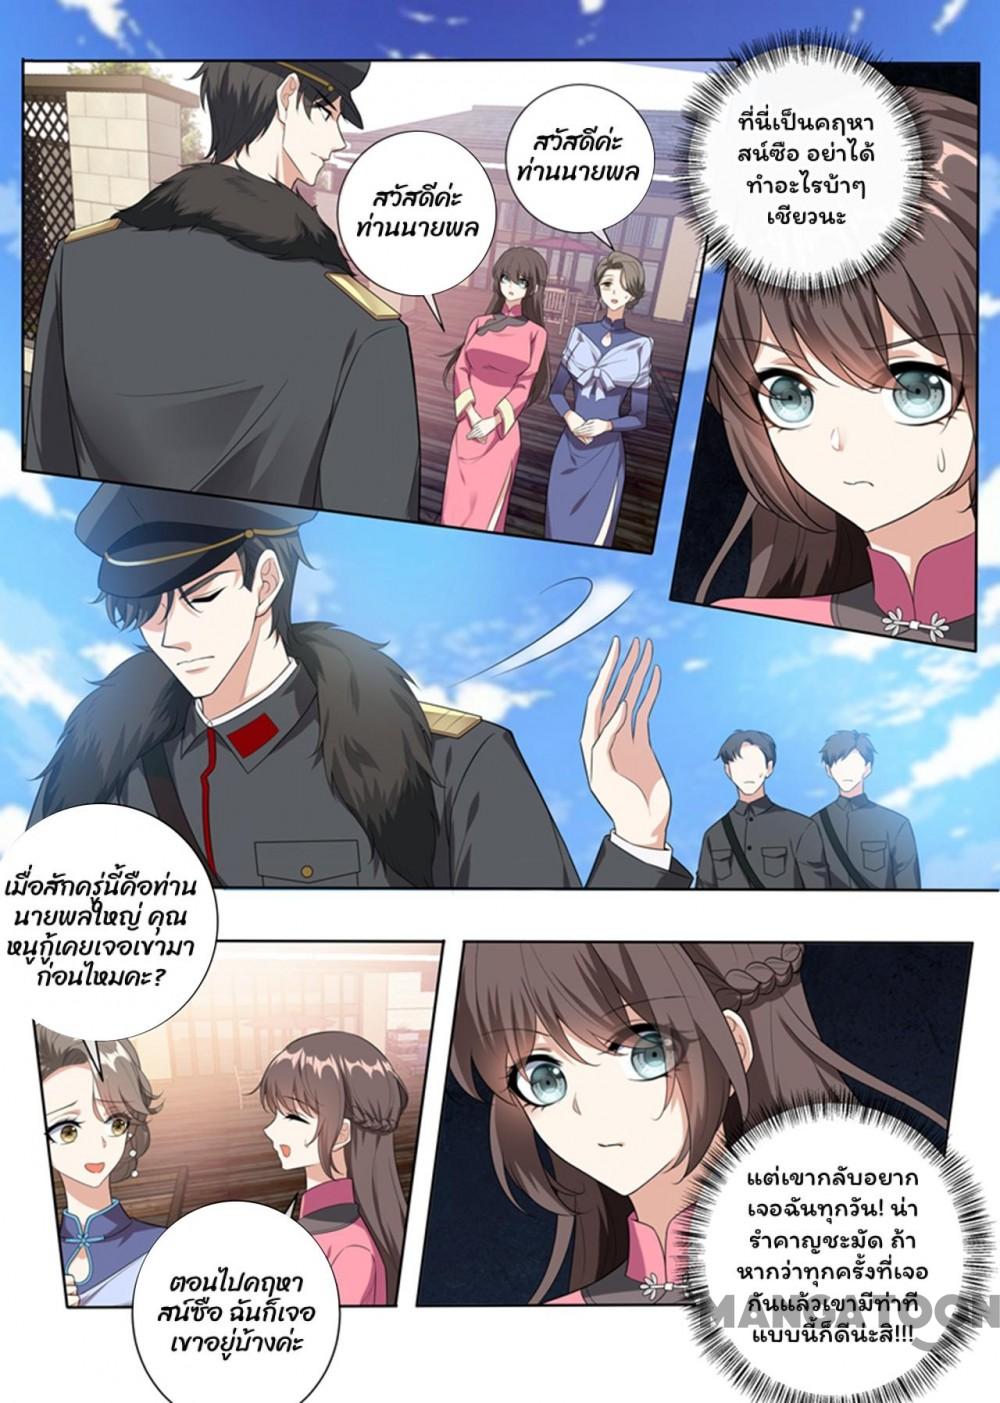 สวัสดีค่ะ
ท่านนายพล
สวัสดีค่ะ
ท่านนายพล
ที่นี่เป็นคฤหา
สน์ซือ อย่าได้
ทำอะไรบ้าๆ
เชียวนะ
เมื่อสักครู่นี้คือท่าน
นายพลใหญ่ คุณ
หนูกู้เคยเจอเขามา
ก่อนไหมคะ?
ตอนไปคฤหา
สน์ซือ ฉันก็เจอ
เขาอยู่บ้างค่ะ
แต่เขากลับอยาก
เจอฉันทุกวัน! น่า
รำคาญชะมัด ถ้า
หากว่าทุกครั้งที่เจอ
กันแล้วเขามีท่าที
แบบนี้ก็ดีนะสิ!!!
MANGATOON